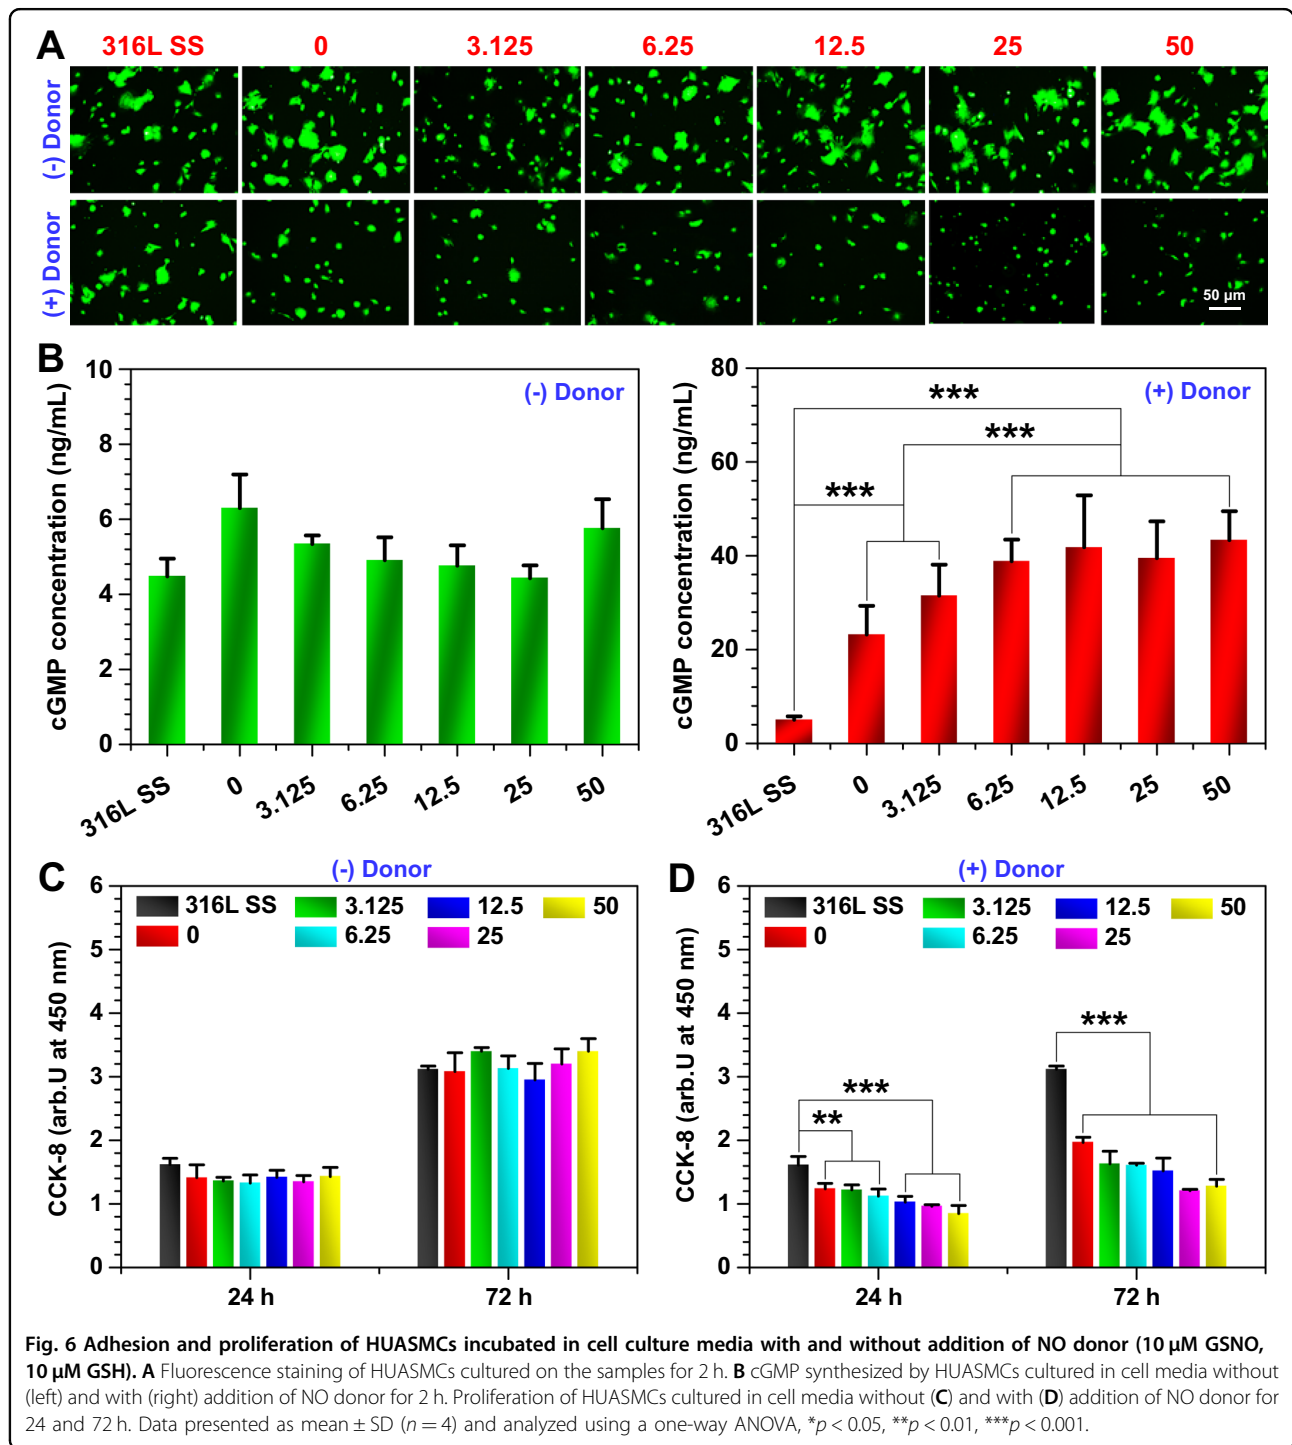 A 316L SS 0 3.125 6.25 12.5 25 50
(-) Donor
(+) Donor
50 µm
B
cGMP concentration (ng/mL)
10
8
6
4
2
0
(-) Donor
316L SS 0 3.125 6.25 12.5 25 50
cGMP concentration (ng/mL)
80
60
40
20
0
(+) Donor
***
***
***
316L SS 0 3.125 6.25 12.5 25 50
C
(-) Donor
CCK-8 (arb.U at 450 nm)
6
5
4
3
2
1
0
316L SS 3.125 12.5 50
0 6.25 25
24 h 72 h
D
(+) Donor
CCK-8 (arb.U at 450 nm)
6
5
4
3
2
1
0
316L SS 3.125 12.5 50
0 6.25 25
***
***
**
24 h 72 h
Fig. 6 Adhesion and proliferation of HUASMCs incubated in cell culture media with and without addition of NO donor (10 µM GSNO,
10 µM GSH). A Fluorescence staining of HUASMCs cultured on the samples for 2 h. B cGMP synthesized by HUASMCs cultured in cell media without
(left) and with (right) addition of NO donor for 2 h. Proliferation of HUASMCs cultured in cell media without (C) and with (D) addition of NO donor for
24 and 72 h. Data presented as mean ± SD (n = 4) and analyzed using a one-way ANOVA, *p < 0.05, **p < 0.01, ***p < 0.001.